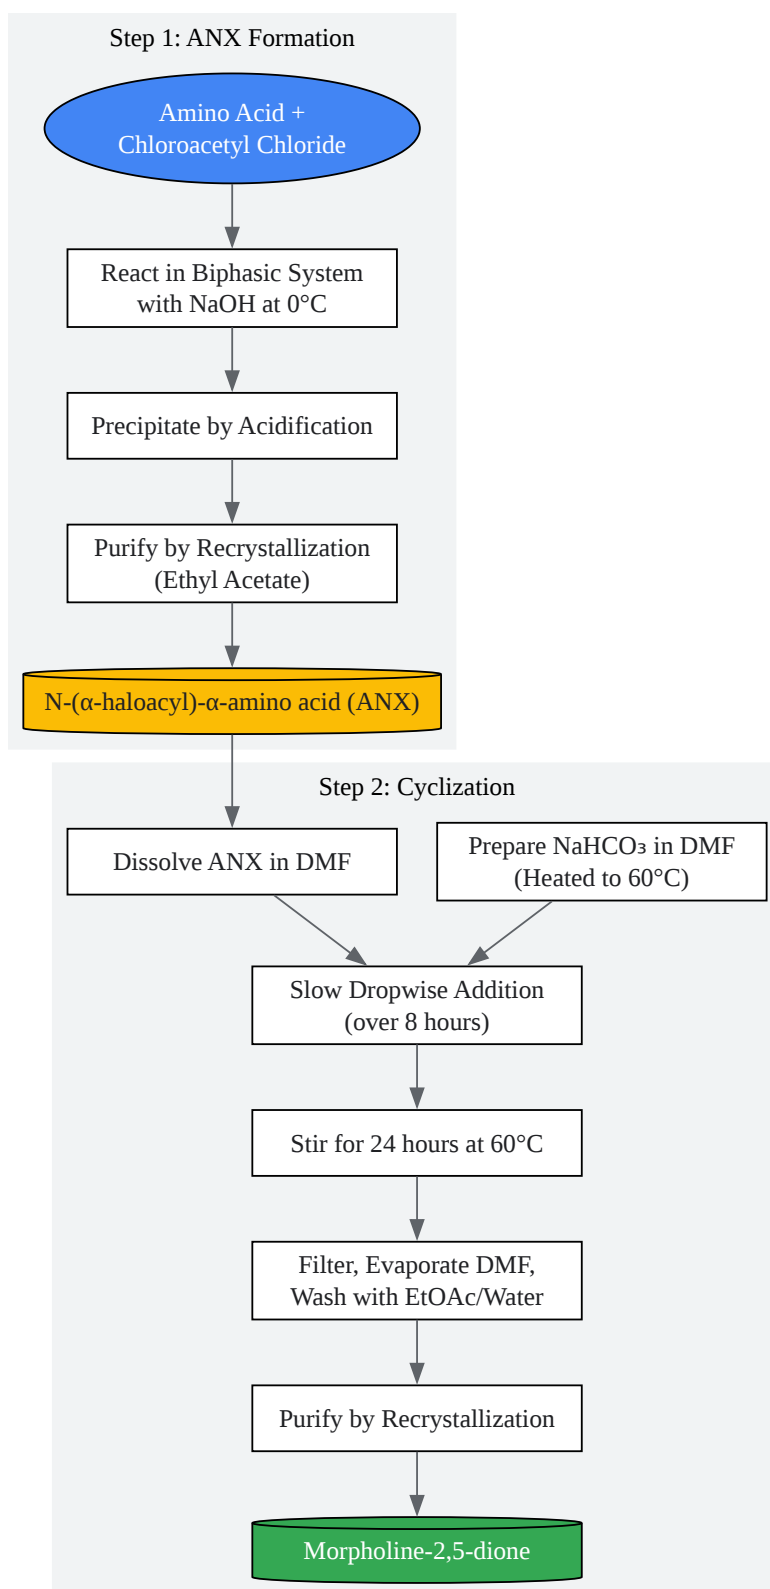 Step 1: ANX Formation
Amino Acid +
Chloroacetyl Chloride
React in Biphasic System
with NaOH at 0°C
Precipitate by Acidification
Purify by Recrystallization
(Ethyl Acetate)
N-(α-haloacyl)-α-amino acid (ANX)
Step 2: Cyclization
Dissolve ANX in DMF
Prepare NaHCO₃ in DMF
(Heated to 60°C)
Slow Dropwise Addition
(over 8 hours)
Stir for 24 hours at 60°C
Filter, Evaporate DMF,
Wash with EtOAc/Water
Purify by Recrystallization
Morpholine-2,5-dione